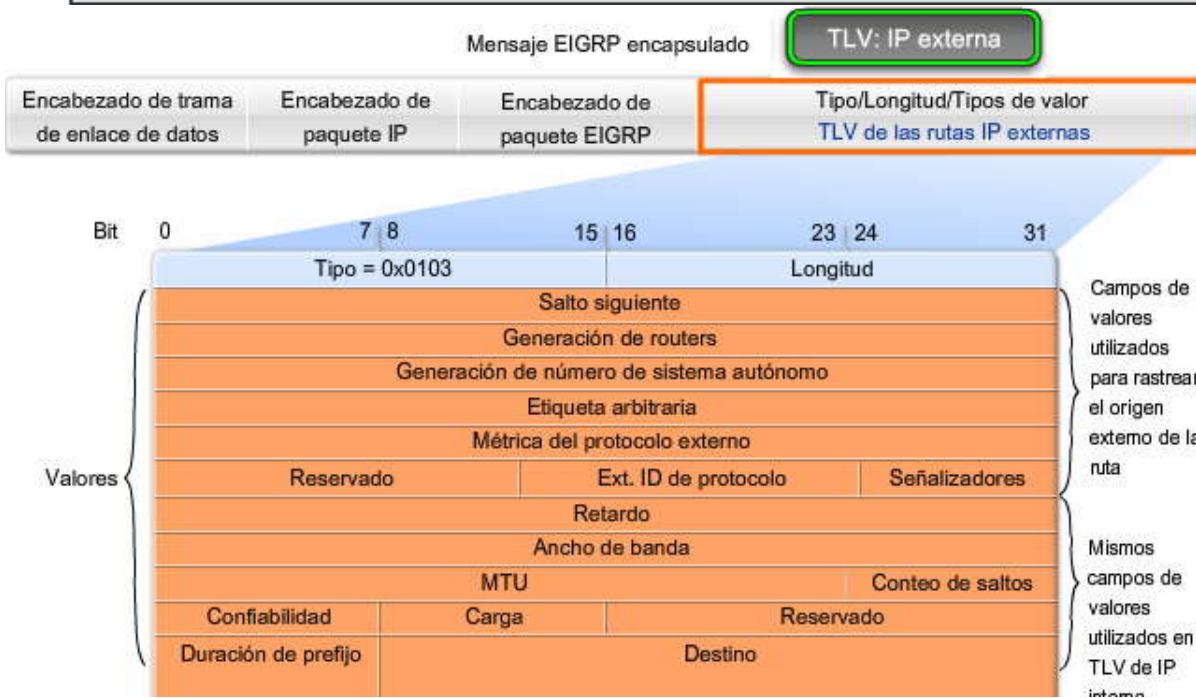 Mensaje EIGRP encapsulado
TLV: IP externa
Encabezado de trama
de enlace de datos
Encabezado de
paquete IP
Encabezado de
paquete EIGRP
Tipo/Longitud/Tipos de valor
TLV de las rutas IP externas
Bit 0 7 8 15 16 23 24 31
Tipo = 0x0103 Longitud
Salto siguiente
Generación de routers
Generación de número de sistema autónomo
Etiqueta arbitraria
Métrica del protocolo externo
Reservado Ext. ID de protocolo Señalizadores
Retardo
Ancho de banda
MTU Conteo de saltos
Confiabilidad Carga Reservado
Duración de prefijo Destino
Valores
Campos de
valores
utilizados
para rastrear
el origen
externo de la
ruta
Mismos
campos de
valores
utilizados en
TLV de IP
interna